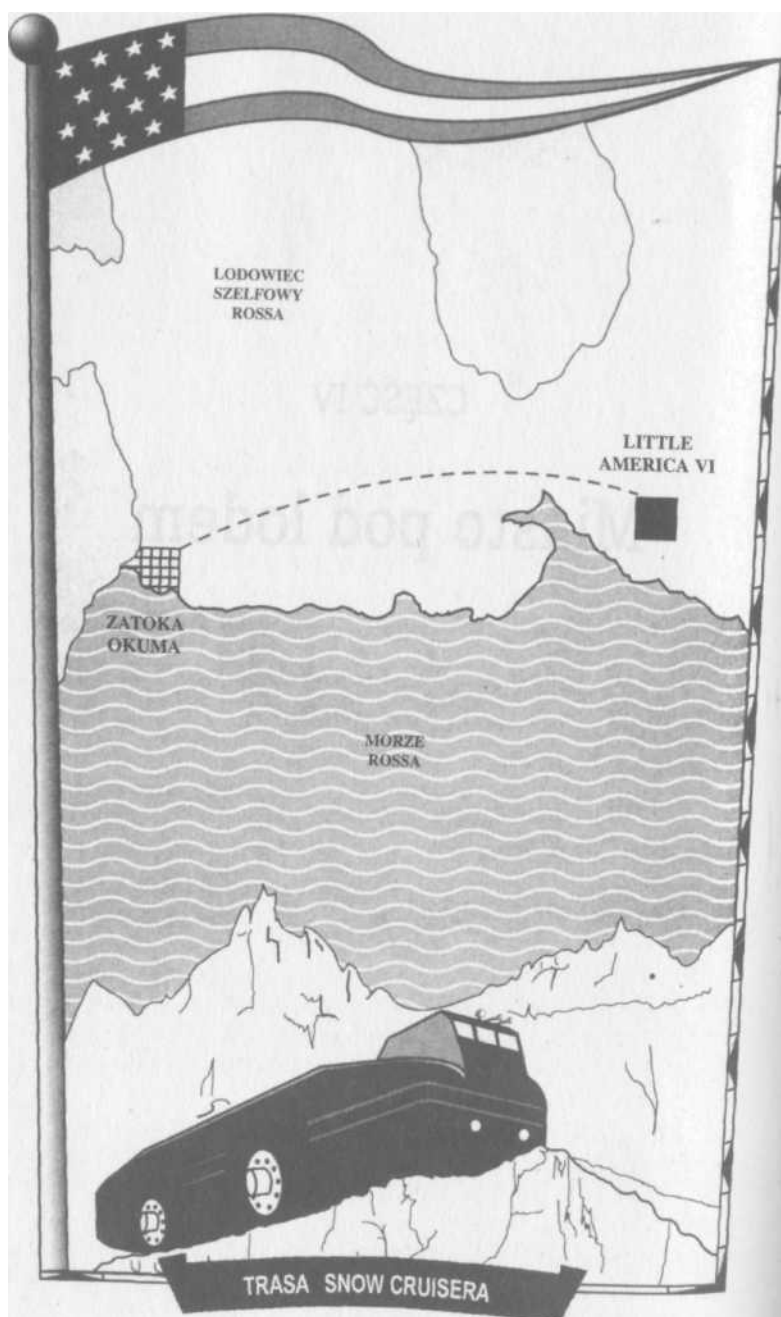 LODOWIEC
SZELFOWY
ROSSA
CZĘŚĆ IV
LITTLE
AMERICA VI
Miasto pod lodem
ZATOKA
OKUMA
MORZE
ROSSA
TRASA SNOW CRUISERA